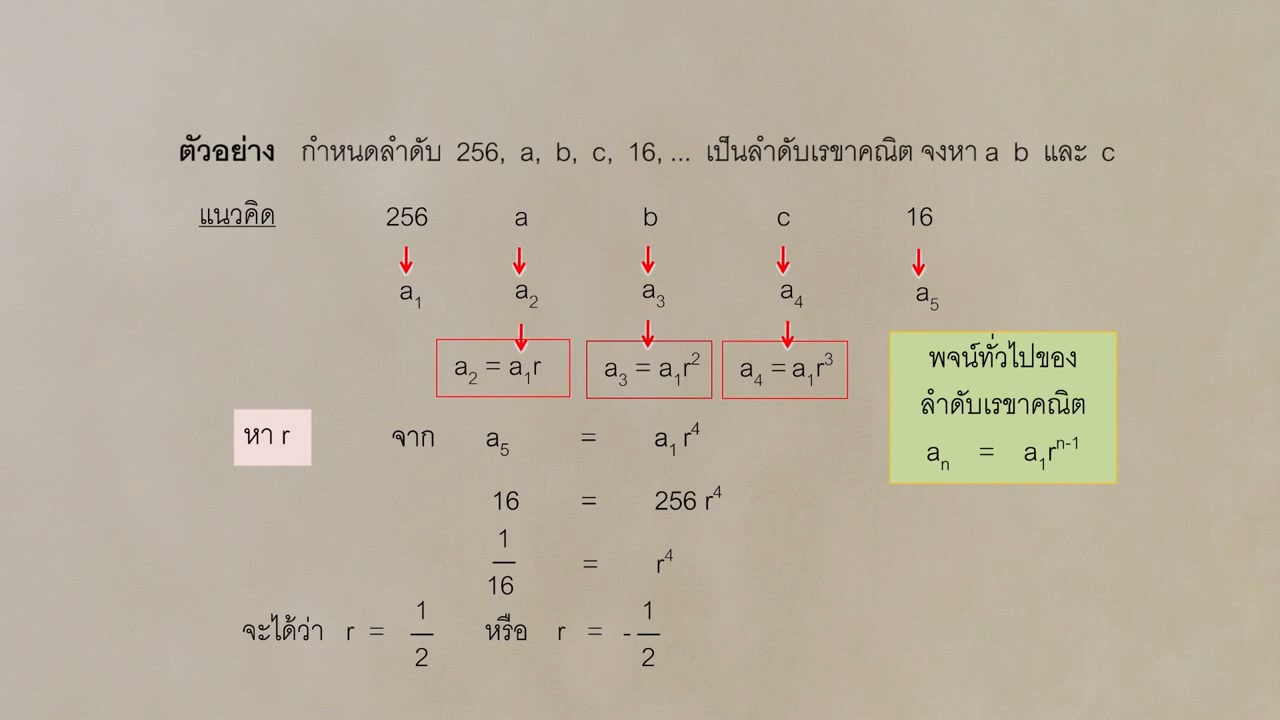 ตัวอย่าง กำหนดลำดับ 256, a, b, c, 16, ... เป็นลำดับเรขาคณิต จงหา a b และ c
แนวคิด 256 a b c 16
a₁ a₂ a₃ a₄ a₅
a₂ = a₁r a₃ = a₁r² a₄ = a₁r³
พจน์ทั่วไปของ
ลำดับเรขาคณิต
aₙ = a₁rⁿ⁻¹
หา r จาก a₅ = a₁ r⁴
16 = 256 r⁴
1/16 = r⁴
จะได้ว่า r = 1/2 หรือ r = -1/2